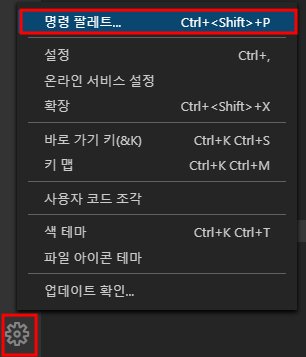 명령 팔레트... Ctrl+<Shift>+P
설정 Ctrl+,
온라인 서비스 설정
확장 Ctrl+<Shift>+X
바로 가기 키(&K) Ctrl+K Ctrl+S
키 맵 Ctrl+K Ctrl+M
사용자 코드 조각
색 테마 Ctrl+K Ctrl+T
파일 아이콘 테마
업데이트 확인...